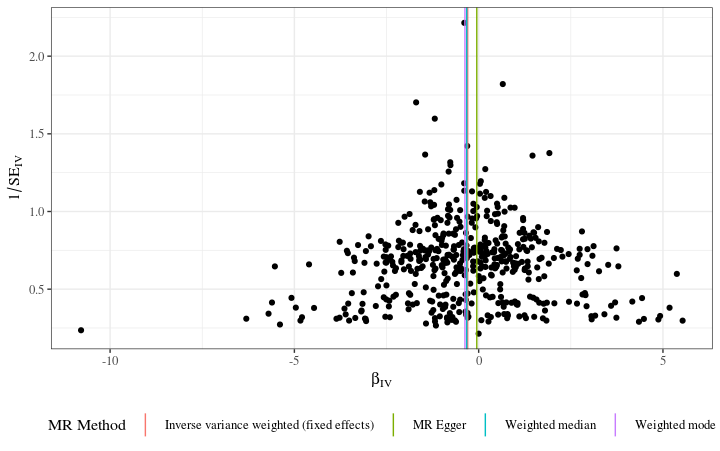 2.0
1.5
1.0
0.5
1/SE_IV
-10 -5 0 5
β_IV
MR Method Inverse variance weighted (fixed effects) MR Egger Weighted median Weighted mode